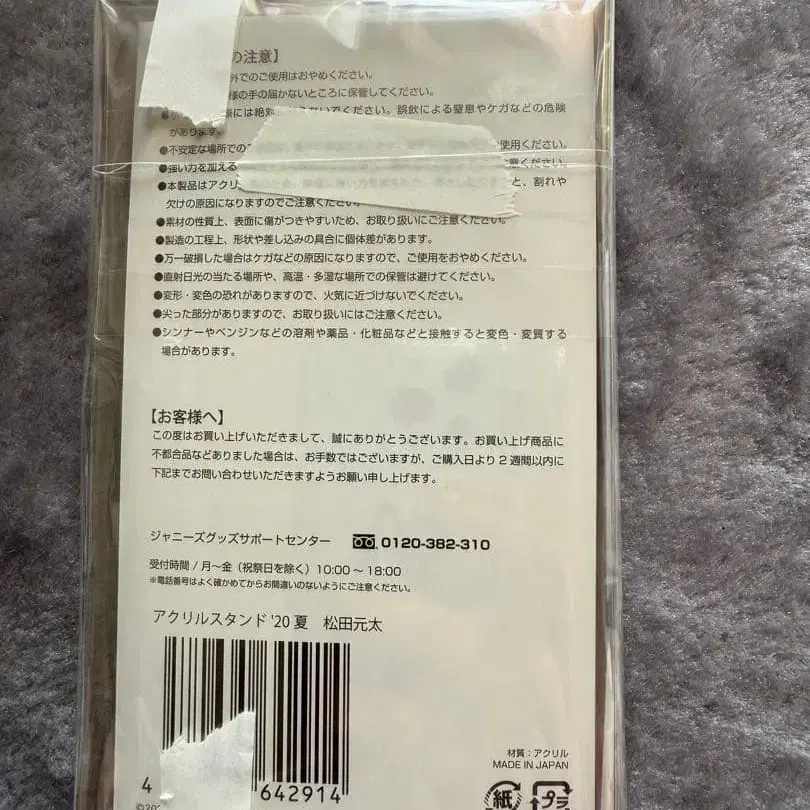 の注意】
外でのご使用はおやめください。
様の手の届かないところに保管してください。
には絶対 ないでください。誤飲による窒息やケガなどの危険
があります。
●不安定な場所での 使用ください。
●強い力を加える 意ください。
●本製品はアクリ と、割れや
欠けの原因になりますのでご注意ください。
●素材の性質上、表面に傷がつきやすいため、お取り扱いにご注意ください。
●製造の工程上、形状や差し込みの具合に個体差があります。
●万一破損した場合はケガなどの原因になりますので、ご使用をおやめください。
●直射日光の当たる場所や、高温・多湿な場所での保管は避けてください。
●変形・変色の恐れがありますので、火気に近づけないでください。
●尖った部分がありますので、お取り扱いにはご注意ください。
●シンナーやベンジンなどの溶剤や薬品・化粧品などと接触すると変色・変質する
場合があります。
【お客様へ】
この度はお買い上げいただきまして、誠にありがとうございます。お買い上げ商品に
不都合品などありました場合は、お手数ではございますが、ご購入日より2週間以内に
下記までお問い合わせいただきますようお願い申し上げます。
ジャニーズグッズサポートセンター 0120-382-310
受付時間/月〜金（祝祭日を除く）10:00〜18:00
※電話番号はよく確かめてからお間違いのないようにご注意ください。
アクリルスタンド'20夏 松田元太
4 642914
材質：アクリル
MADE IN JAPAN
©20
紙 プラ